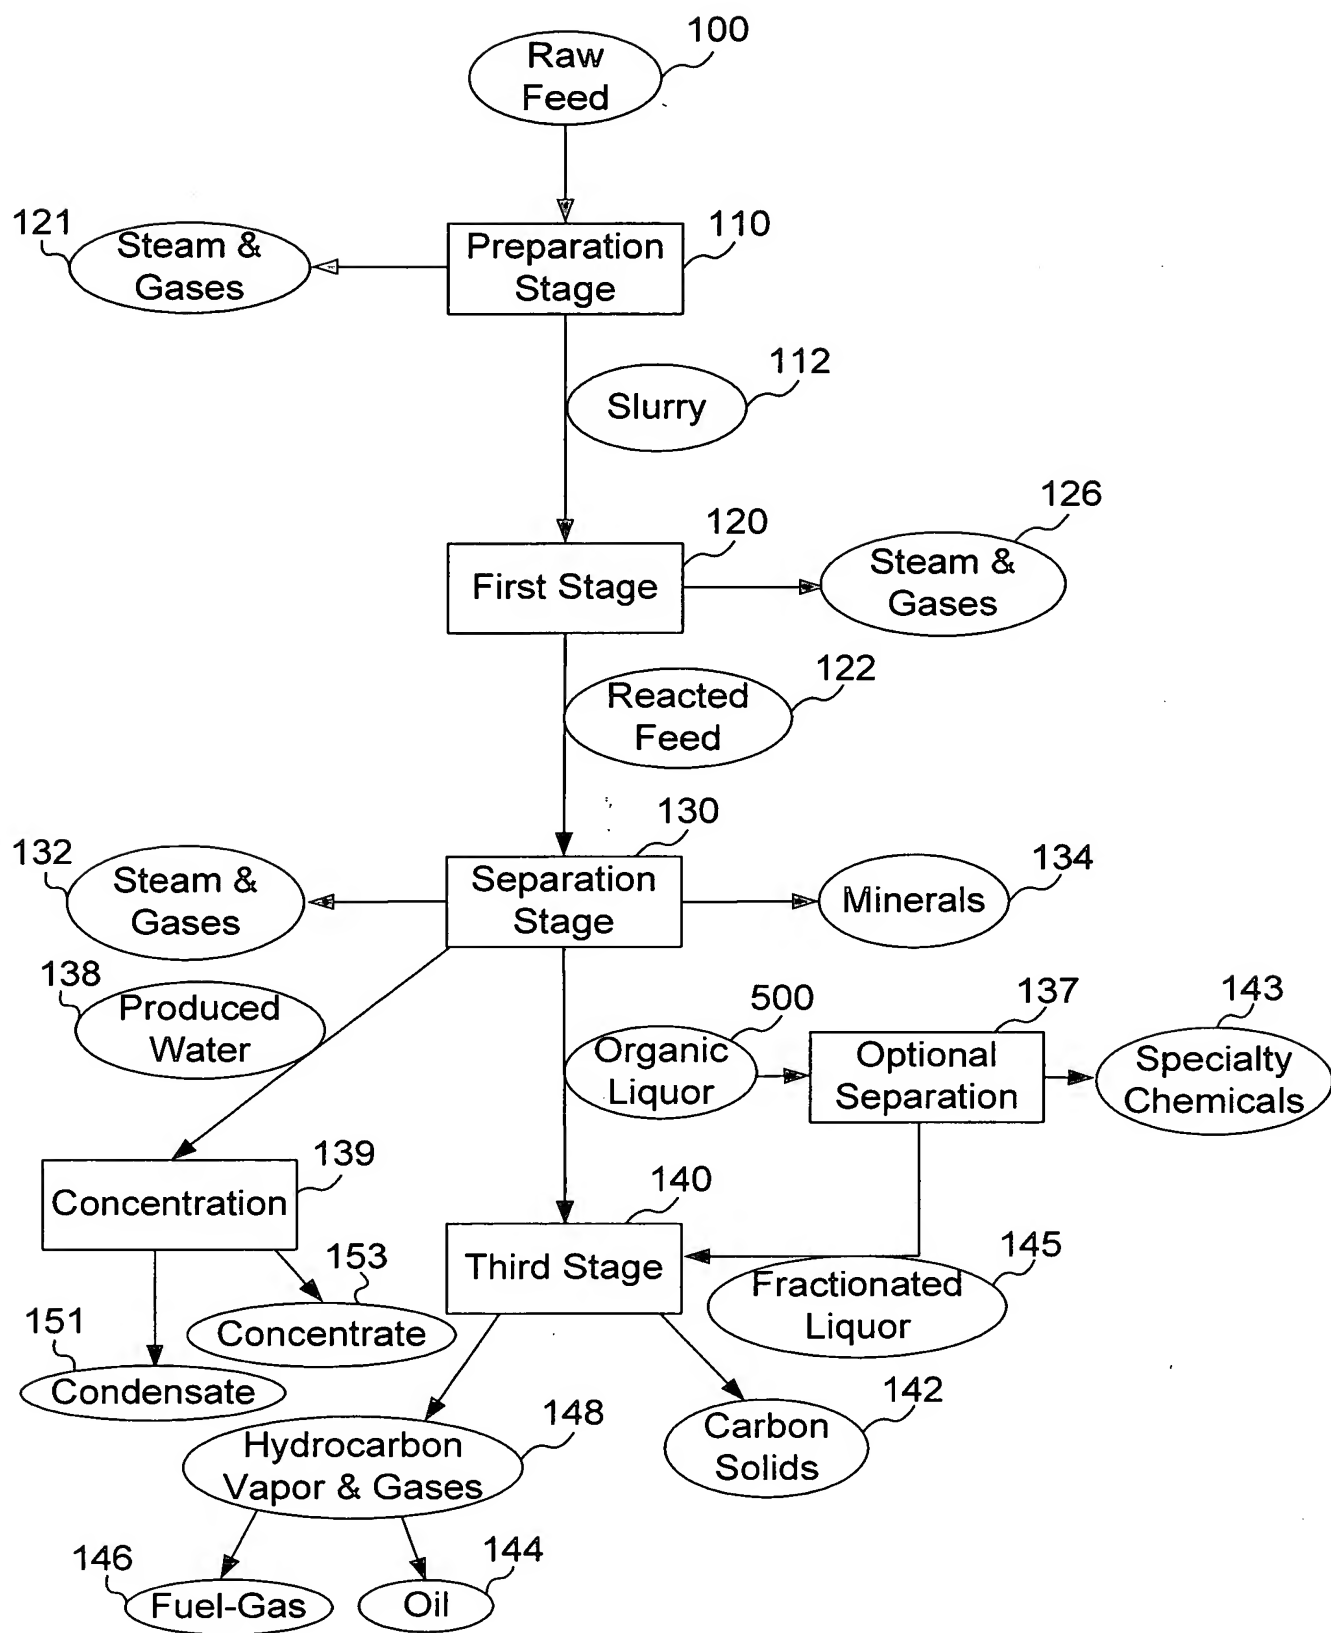 100
Raw
Feed
121
Steam &
Gases
Preparation
Stage
110
112
Slurry
126
120
First Stage
Steam &
Gases
122
Reacted
Feed
130
132
Steam &
Gases
Separation
Stage
134
Minerals
138
Produced
Water
500
Organic
Liquor
137
Optional
Separation
143
Specialty
Chemicals
139
Concentration
140
Third Stage
145
Fractionated
Liquor
153
Concentrate
151
Condensate
148
Hydrocarbon
Vapor & Gases
142
Carbon
Solids
146
Fuel-Gas
144
Oil